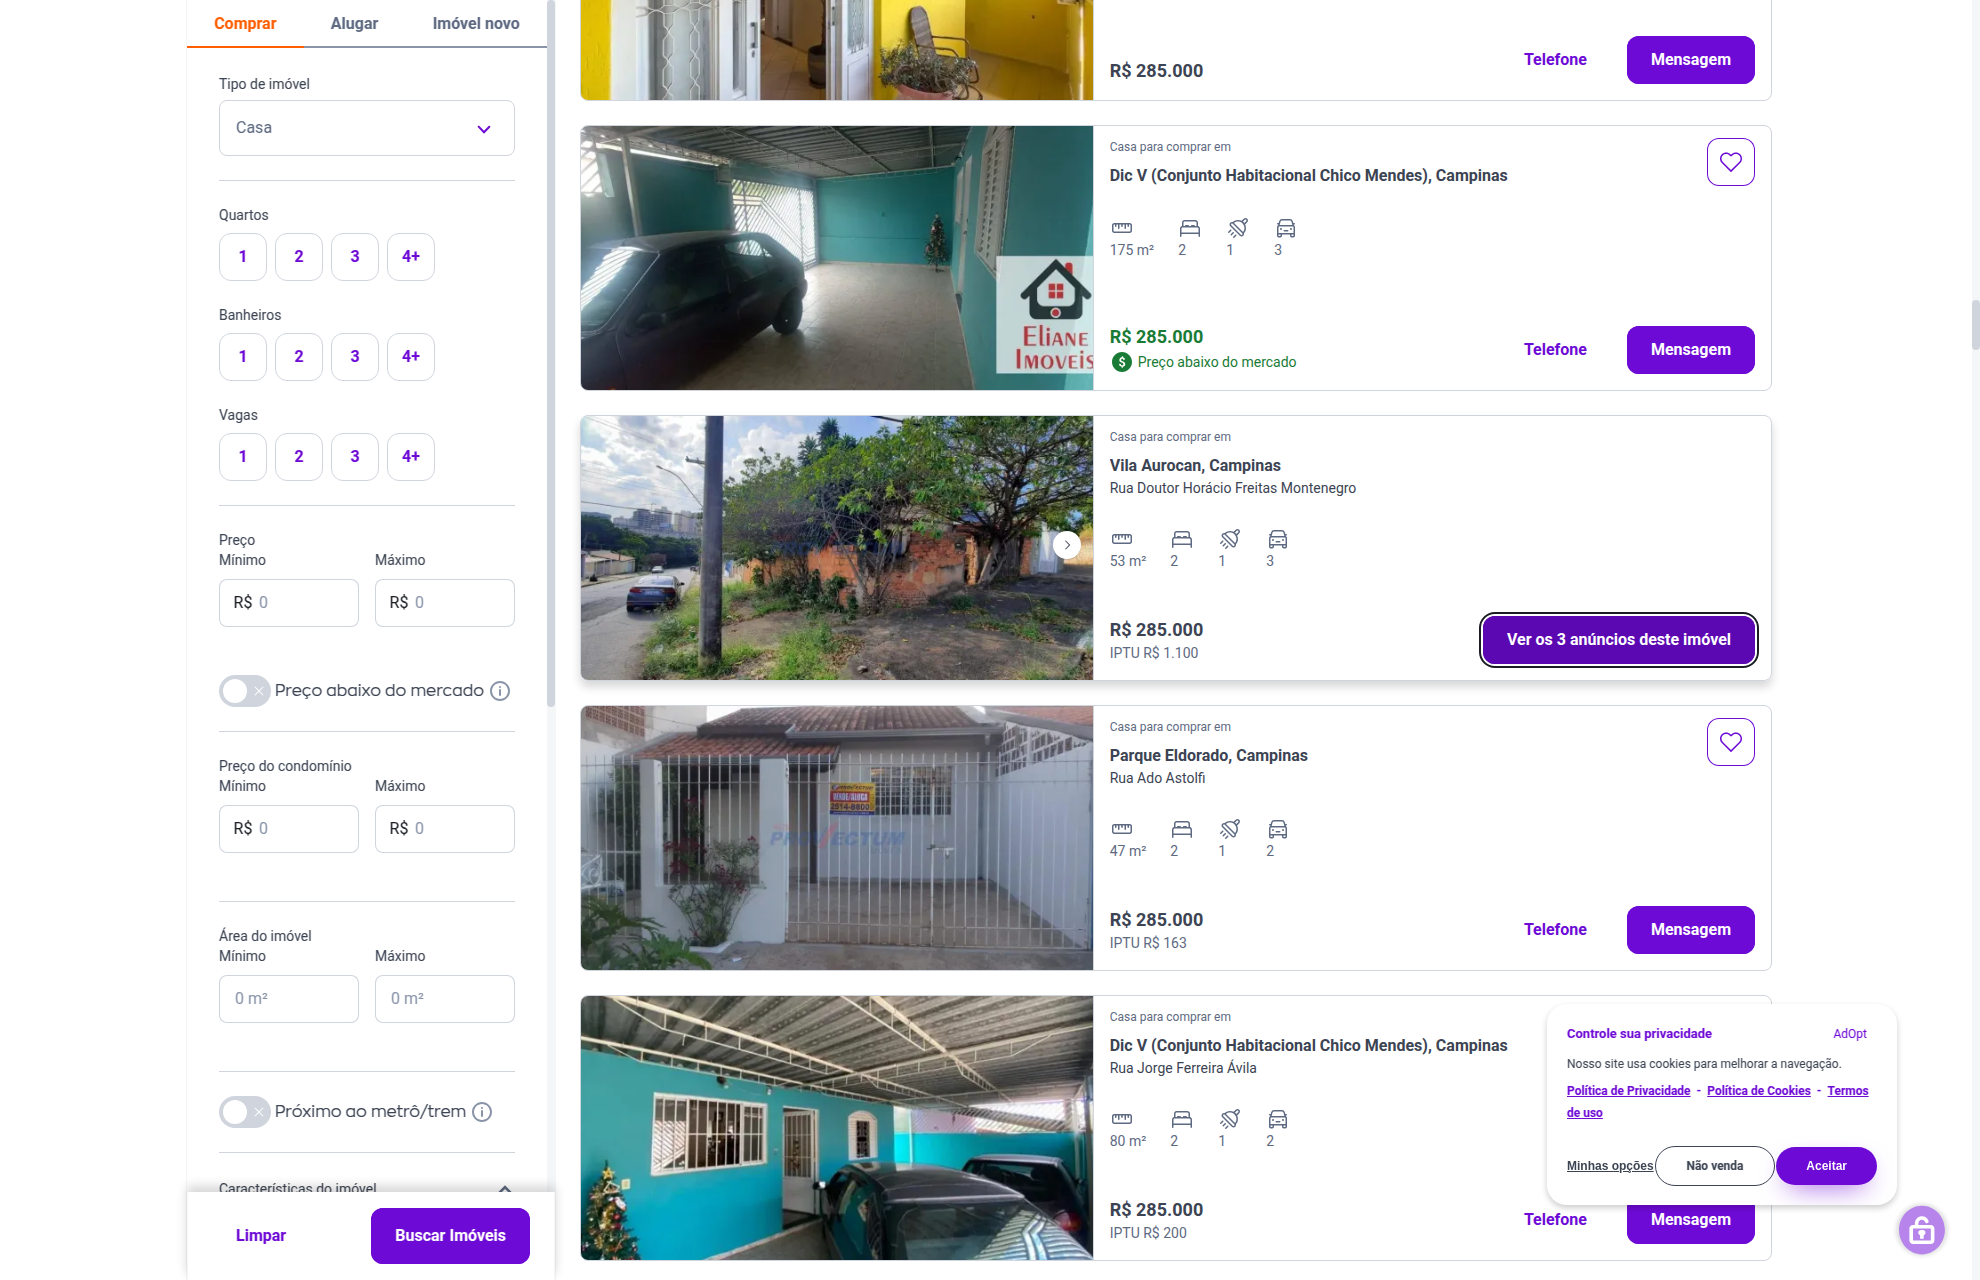 Comprar
Alugar
Imóvel novo
Tipo de imóvel
Casa
Quartos
1
2
3
4+
Banheiros
1
2
3
4+
Vagas
1
2
3
4+
Preço
Mínimo
Máximo
R$ 0
R$ 0
Preço abaixo do mercado
Preço do condomínio
Mínimo
Máximo
R$ 0
R$ 0
Área do imóvel
Mínimo
Máximo
0 m²
0 m²
Próximo ao metrô/trem
Características do imóvel
Limpar
Buscar Imóveis
R$ 285.000
Telefone
Mensagem
Casa para comprar em
Dic V (Conjunto Habitacional Chico Mendes), Campinas
175 m²
2
1
3
R$ 285.000
Preço abaixo do mercado
Telefone
Mensagem
Eliane
Imoveis
Casa para comprar em
Vila Aurocan, Campinas
Rua Doutor Horácio Freitas Montenegro
53 m²
2
1
3
R$ 285.000
IPTU R$ 1.100
Ver os 3 anúncios deste imóvel
Casa para comprar em
Parque Eldorado, Campinas
Rua Ado Astolfi
47 m²
2
1
2
R$ 285.000
IPTU R$ 163
Telefone
Mensagem
VENDE/ALUGA
2514-8800
PROVECTUM
Casa para comprar em
Dic V (Conjunto Habitacional Chico Mendes), Campinas
Rua Jorge Ferreira Ávila
80 m²
2
1
2
R$ 285.000
IPTU R$ 200
Telefone
Mensagem
Controle sua privacidade
AdOpt
Nosso site usa cookies para melhorar a navegação.
Política de Privacidade - Política de Cookies - Termos
de uso
Minhas opções
Não venda
Aceitar